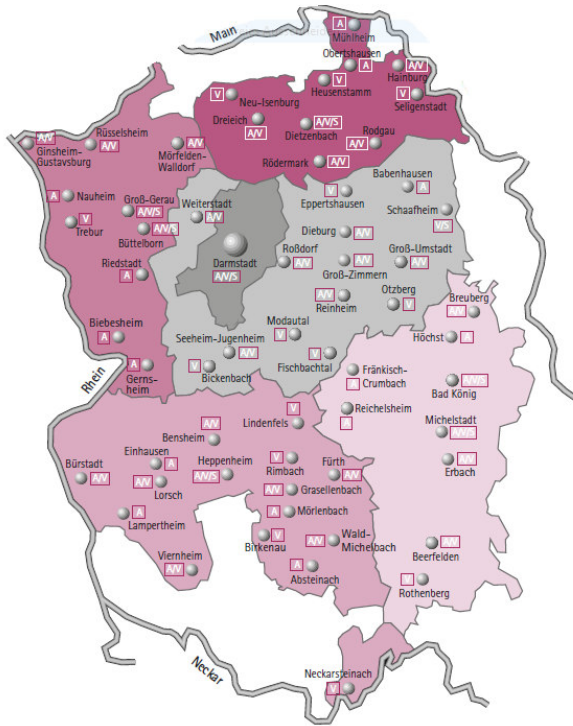 Main
A
Mühlheim
Obertshausen
A
A/V
Hainburg
V
Heusenstamm
V
Seligenstadt
V
Neu-Isenburg
Dreieich
A/V
A/V/S
Dietzenbach
A/V
Rodgau
Rödermark
A/V
A/V
Ginsheim-
Gustavsburg
Rüsselsheim
A/V
A/V
Mörfelden-
Walldorf
Babenhausen
A
V
Eppertshausen
A
Nauheim
Groß-Gerau
A/V/S
Weiterstadt
A/V
Schaafheim
V/S
V
Trebur
A/V/S
Büttelborn
Dieburg
A/V
Darmstadt
A/V/S
Roßdorf
A/V
A/V
Groß-Zimmern
Groß-Umstadt
A/V
Riedstadt
A
A/V
Reinheim
Otzberg
V
Breuberg
A/V
Biebesheim
A
Modautal
V
Höchst
A
Seeheim-Jugenheim
A/V
V
Bickenbach
V
Fischbachtal
Rhein
A
Gerns-
heim
Fränkisch-
Crumbach
A
Bad König
A/V/S
Reichelsheim
A
Lindenfels
V
Michelstadt
A/V/S
A/V
Bensheim
Einhausen
A
Heppenheim
A/V/S
V
Rimbach
Fürth
A/V
A/V
Erbach
Bürstadt
A/V
A/V
Lorsch
A/V
Grasellenbach
A
Mörlenbach
A
Lampertheim
V
Birkenau
A/V
Wald-
Michelbach
A/V
Beerfelden
Viernheim
A/V
A
Absteinach
V
Rothenberg
Neckar
Neckarsteinach
V